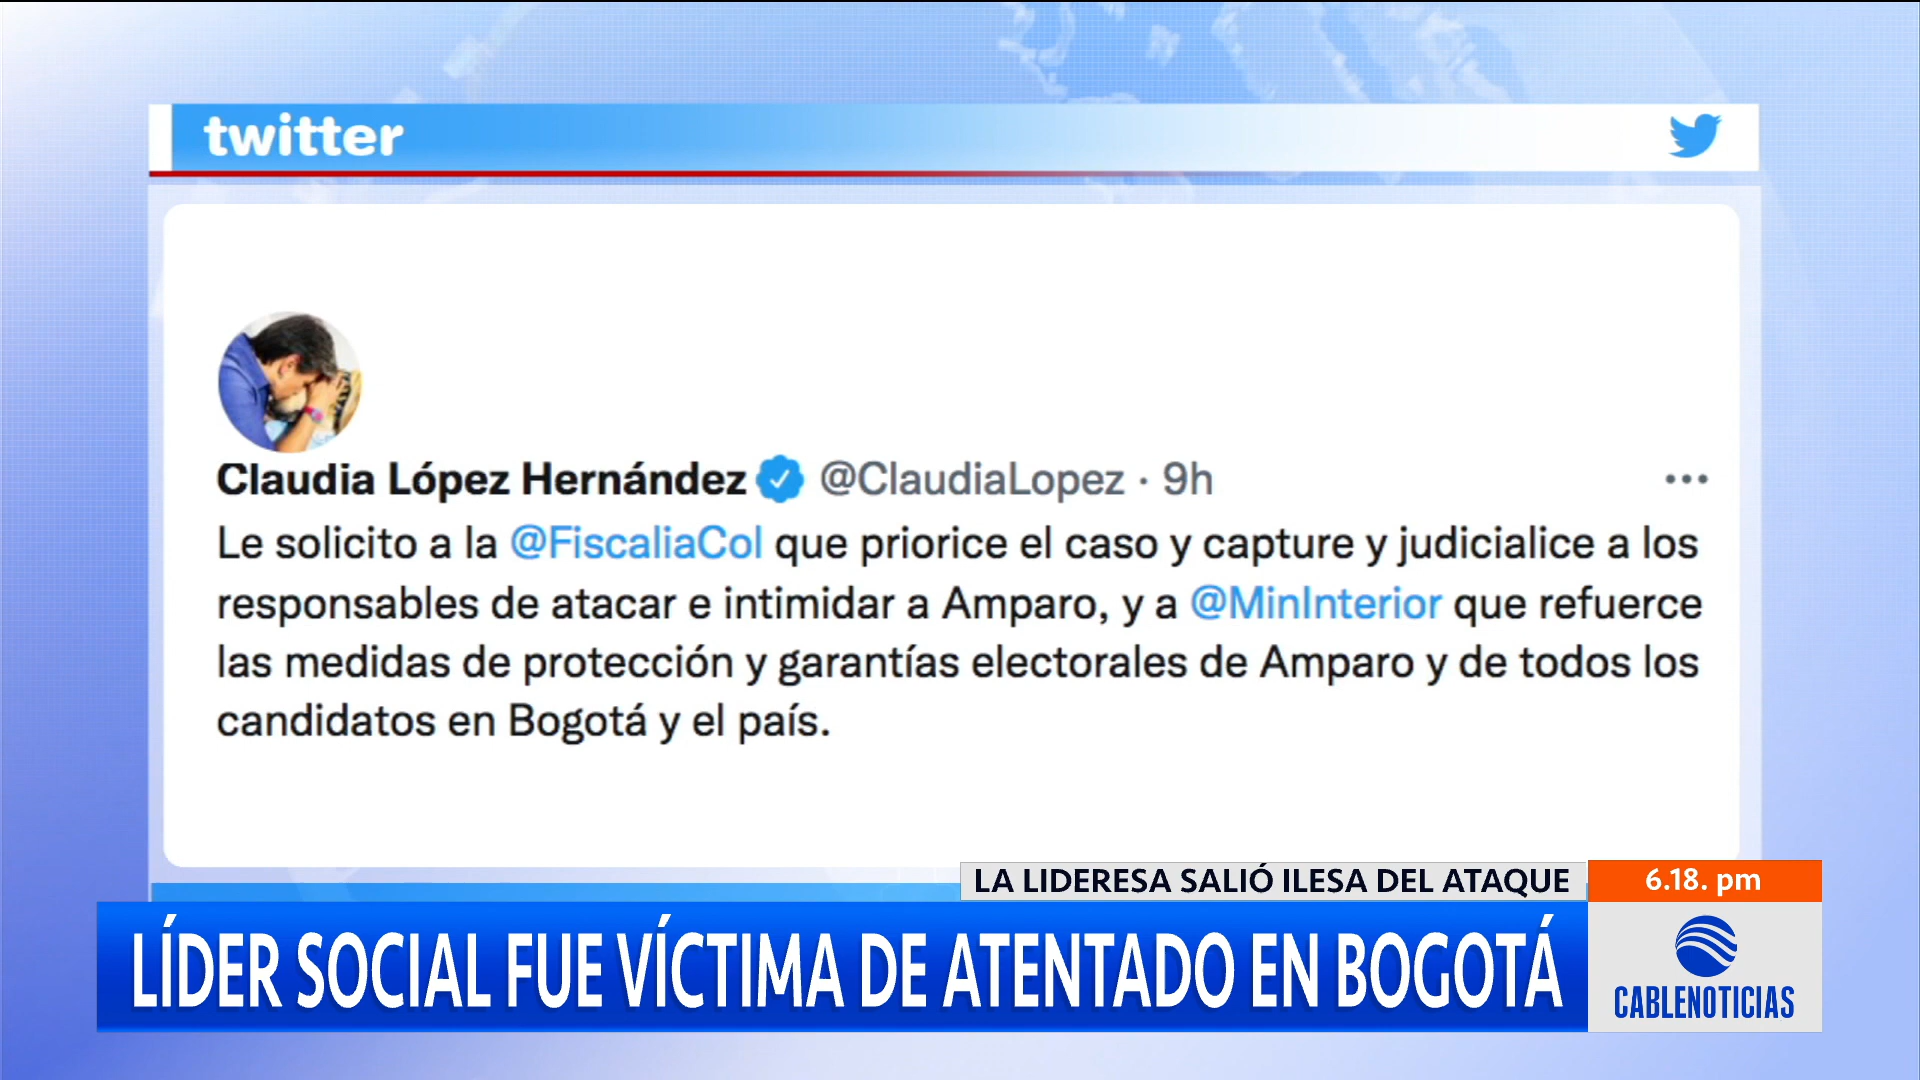 twitter
Claudia López Hernández @ClaudiaLopez · 9h
Le solicito a la @FiscaliaCol que priorice el caso y capture y judicialice a los
responsables de atacar e intimidar a Amparo, y a @MinInterior que refuerce
las medidas de protección y garantías electorales de Amparo y de todos los
candidatos en Bogotá y el país.
LA LIDERESA SALIÓ ILESA DEL ATAQUE
6.18. pm
LÍDER SOCIAL FUE VÍCTIMA DE ATENTADO EN BOGOTÁ
CABLENOTICIAS